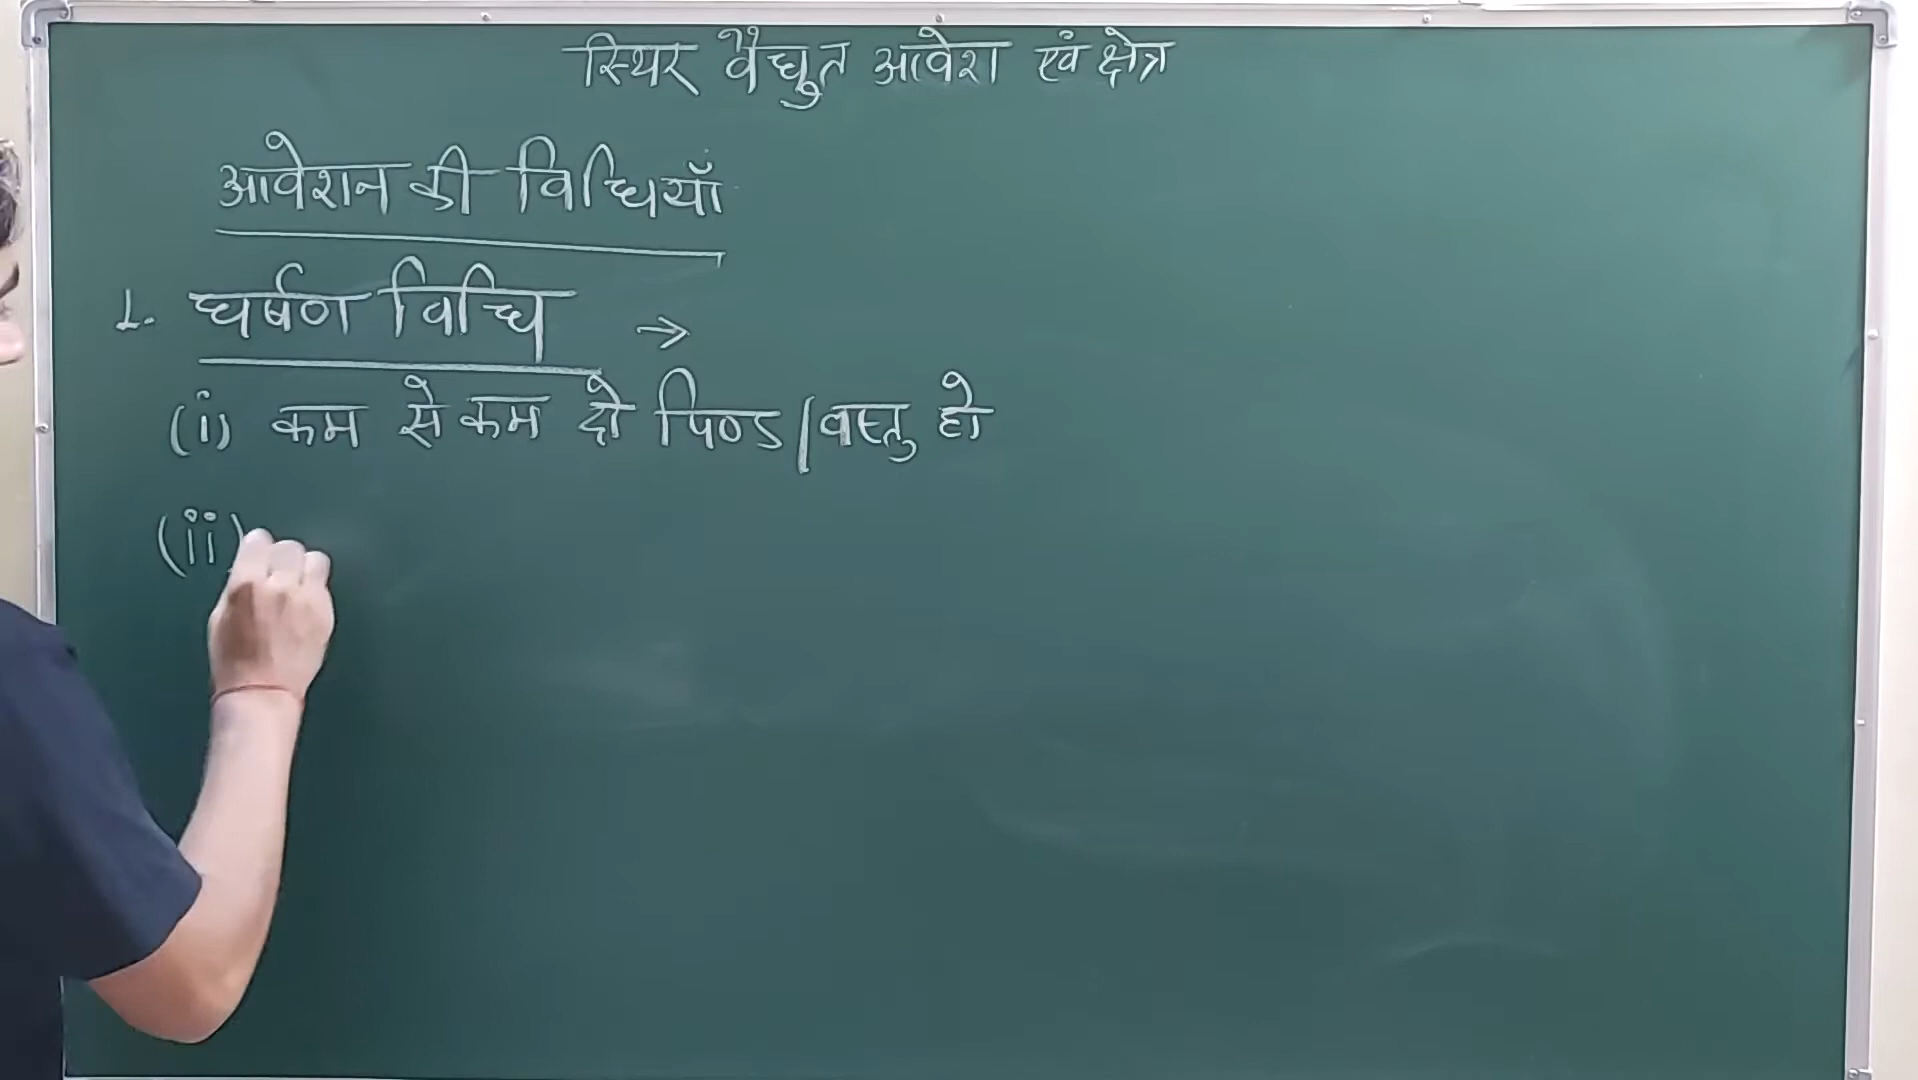 स्थिर वैद्युत आवेश एवं क्षेत्र
आवेशन की विधियाँ
1. घर्षण विधि →
(i) कम से कम दो पिण्ड/वस्तु हो
(ii)